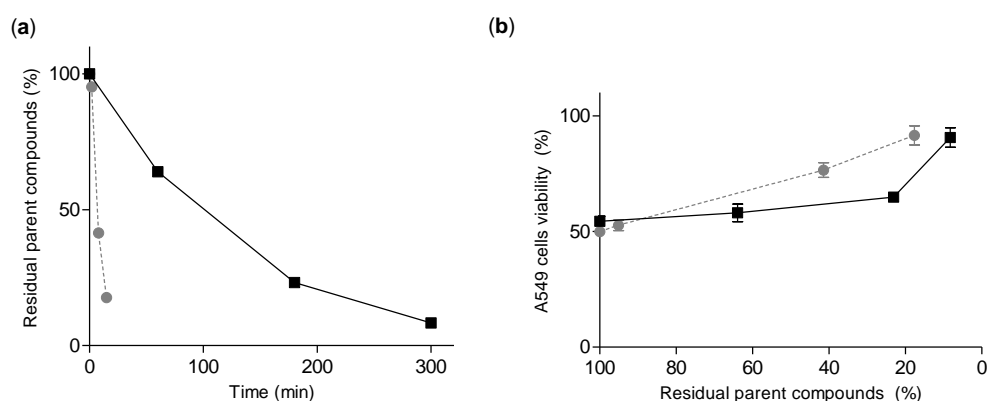 (a)
Residual parent compounds (%)
100
50
0
0
100
200
300
Time (min)
(b)
A549 cells viability (%)
100
50
0
100
80
60
40
20
0
Residual parent compounds (%)